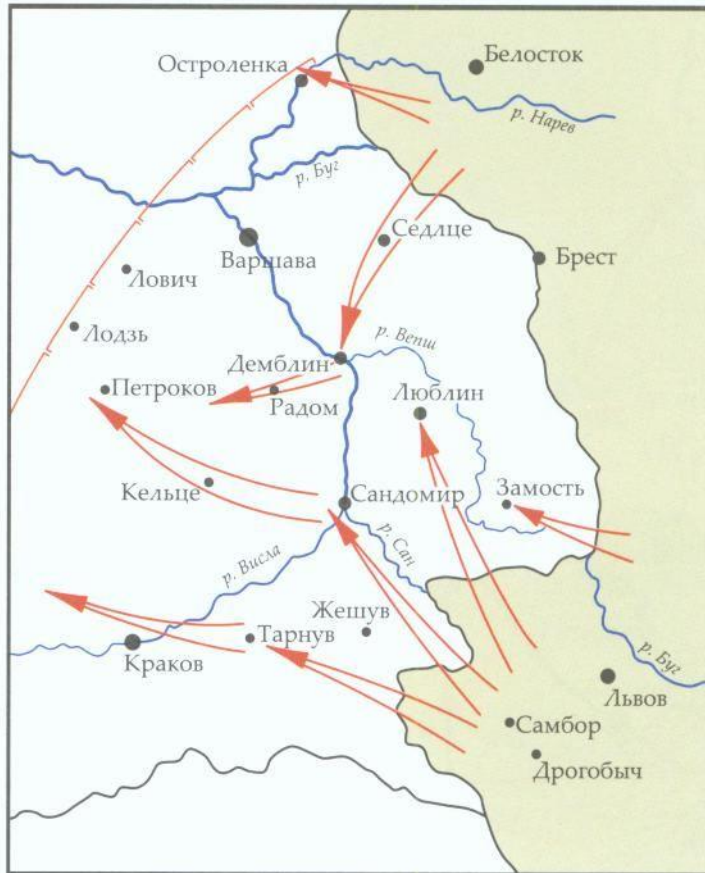 Остроленка
Белосток
р. Нарев
р. Буг
Седлце
Варшава
Брест
Лович
Лодзь
р. Вепш
Демблин
Петроков
Радом
Люблин
Кельце
Сандомир
Замость
р. Сан
р. Висла
Жешув
Тарнув
Краков
р. Буг
Львов
Самбор
Дрогобыч